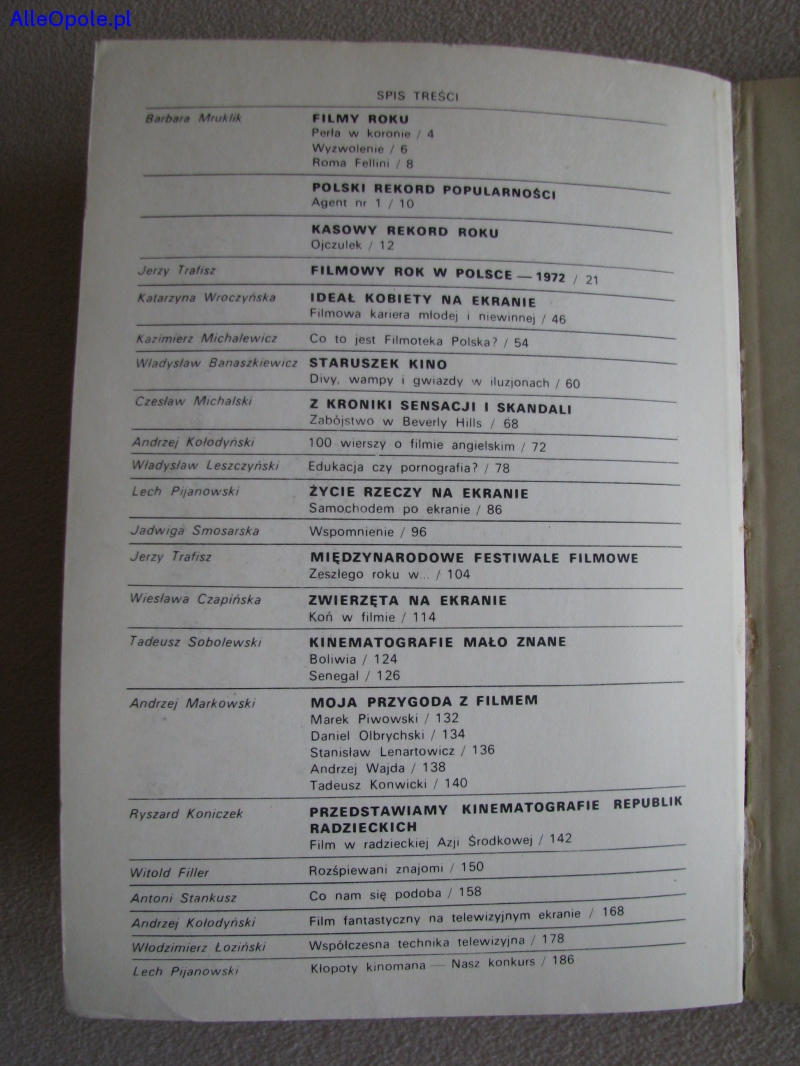 AlleOpole.pl
SPIS TREŚCI
Barbara Mruklik FILMY ROKU
Perła w koronie / 4
Wyzwolenie / 6
Roma Fellini / 8
POLSKI REKORD POPULARNOŚCI
Agent nr 1 / 10
KASOWY REKORD ROKU
Ojczulek / 12
Jerzy Trafisz FILMOWY ROK W POLSCE — 1972 / 21
Katarzyna Wroczyńska IDEAŁ KOBIETY NA EKRANIE
Filmowa kariera młodej i niewinnej / 46
Kazimierz Michalewicz Co to jest Filmoteka Polska? / 54
Władysław Banaszkiewicz STARUSZEK KINO
Divy, wampy i gwiazdy w iluzjonach / 60
Czesław Michalski Z KRONIKI SENSACJI I SKANDALI
Zabójstwo w Beverly Hills / 68
Andrzej Kołodyński 100 wierszy o filmie angielskim / 72
Władysław Leszczyński Edukacja czy pornografia? / 78
Lech Pijanowski ŻYCIE RZECZY NA EKRANIE
Samochodem po ekranie / 86
Jadwiga Smosarska Wspomnienie / 96
Jerzy Trafisz MIĘDZYNARODOWE FESTIWALE FILMOWE
Zeszlego roku w... / 104
Wiesława Czapińska ZWIERZĘTA NA EKRANIE
Koń w filmie / 114
Tadeusz Sobolewski KINEMATOGRAFIE MAŁO ZNANE
Boliwia / 124
Senegal / 126
Andrzej Markowski MOJA PRZYGODA Z FILMEM
Marek Piwowski / 132
Daniel Olbrychski / 134
Stanisław Lenartowicz / 136
Andrzej Wajda / 138
Tadeusz Konwicki / 140
Ryszard Koniczek PRZEDSTAWIAMY KINEMATOGRAFIE REPUBLIK
RADZIECKICH
Film w radzieckiej Azji Środkowej / 142
Witold Filler Rozśpiewani znajomi / 150
Antoni Stankusz Co nam się podoba / 158
Andrzej Kołodyński Film fantastyczny na telewizyjnym ekranie / 168
Włodzimierz Łoziński Współczesna technika telewizyjna / 178
Lech Pijanowski Kłopoty kinomana — Nasz konkurs / 186